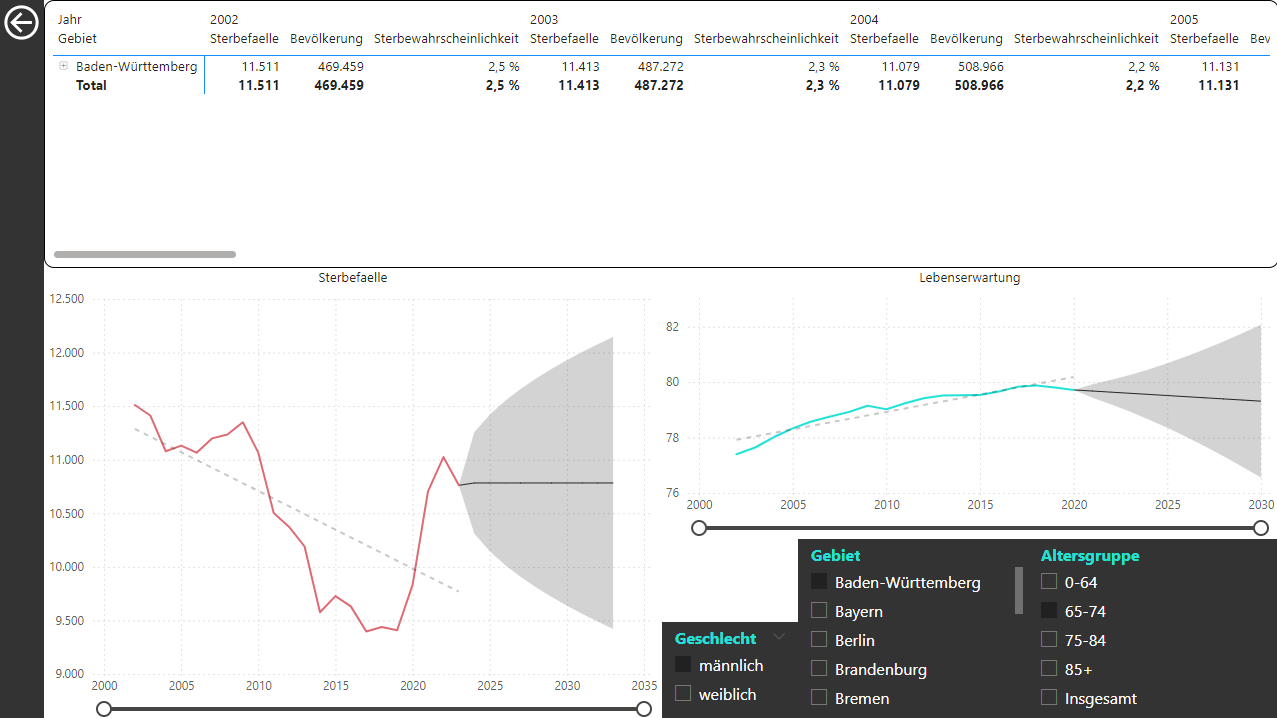 Jahr 2002 2003 2004 2005
Gebiet Sterbefaelle Bevölkerung Sterbewahrscheinlichkeit Sterbefaelle Bevölkerung Sterbewahrscheinlichkeit Sterbefaelle Bevölkerung Sterbewahrscheinlichkeit Sterbefaelle Bev
Baden-Württemberg 11.511 469.459 2,5 % 11.413 487.272 2,3 % 11.079 508.966 2,2 % 11.131
Total 11.511 469.459 2,5 % 11.413 487.272 2,3 % 11.079 508.966 2,2 % 11.131
Sterbefaelle
12.500
12.000
11.500
11.000
10.500
10.000
9.500
9.000
2000 2005 2010 2015 2020 2025 2030 2035
Lebenserwartung
82
80
78
76
2000 2005 2010 2015 2020 2025 2030
Geschlecht
männlich
weiblich
Gebiet
Baden-Württemberg
Bayern
Berlin
Brandenburg
Bremen
Altersgruppe
0-64
65-74
75-84
85+
Insgesamt